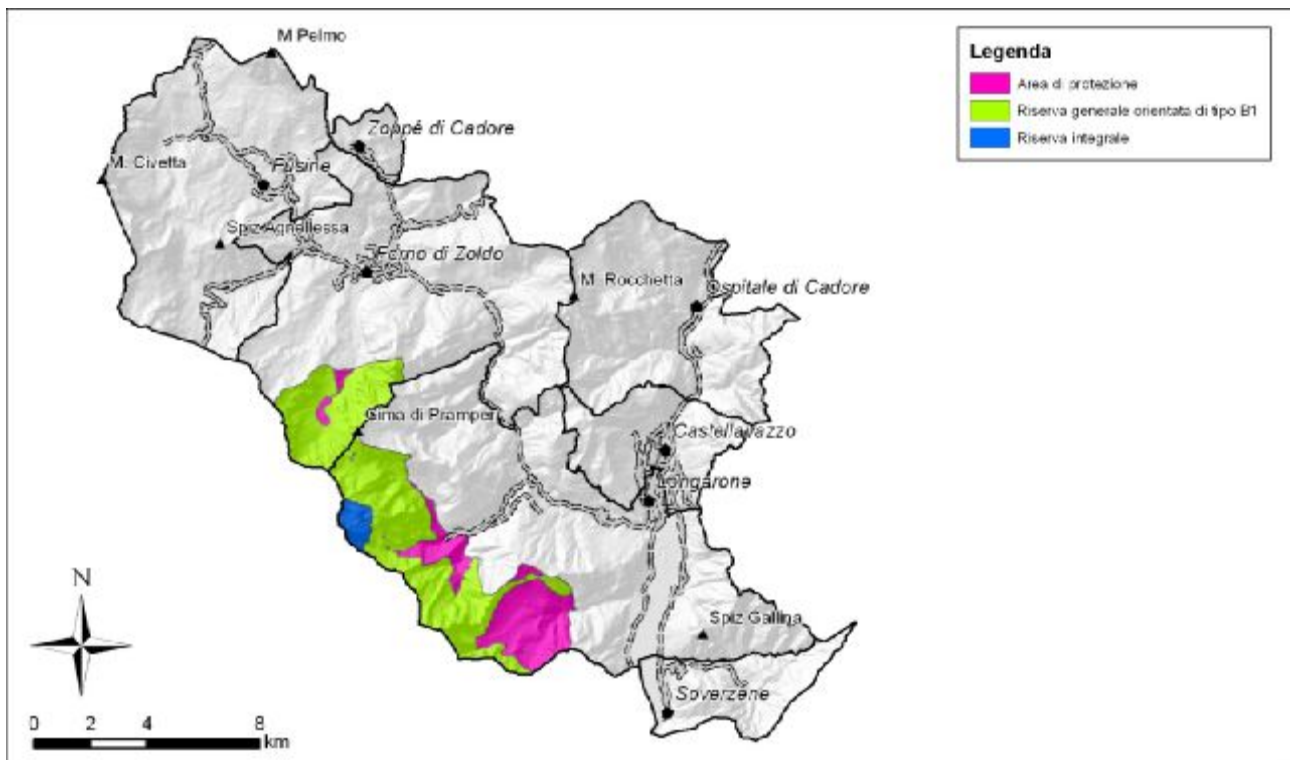 M Pelmo
Legenda
Area di protezione
Riserva generale orientata di tipo B1
Riserva integrale
Zoppè di Cadore
M. Civetta
Fusine
Spiz Agnellessa
Forno di Zoldo
M. Rocchetta
Ospitale di Cadore
Cima di Pramper
Castellavazzo
Longarone
N
Spiz Gallina
Soverzene
0 2 4 8
km